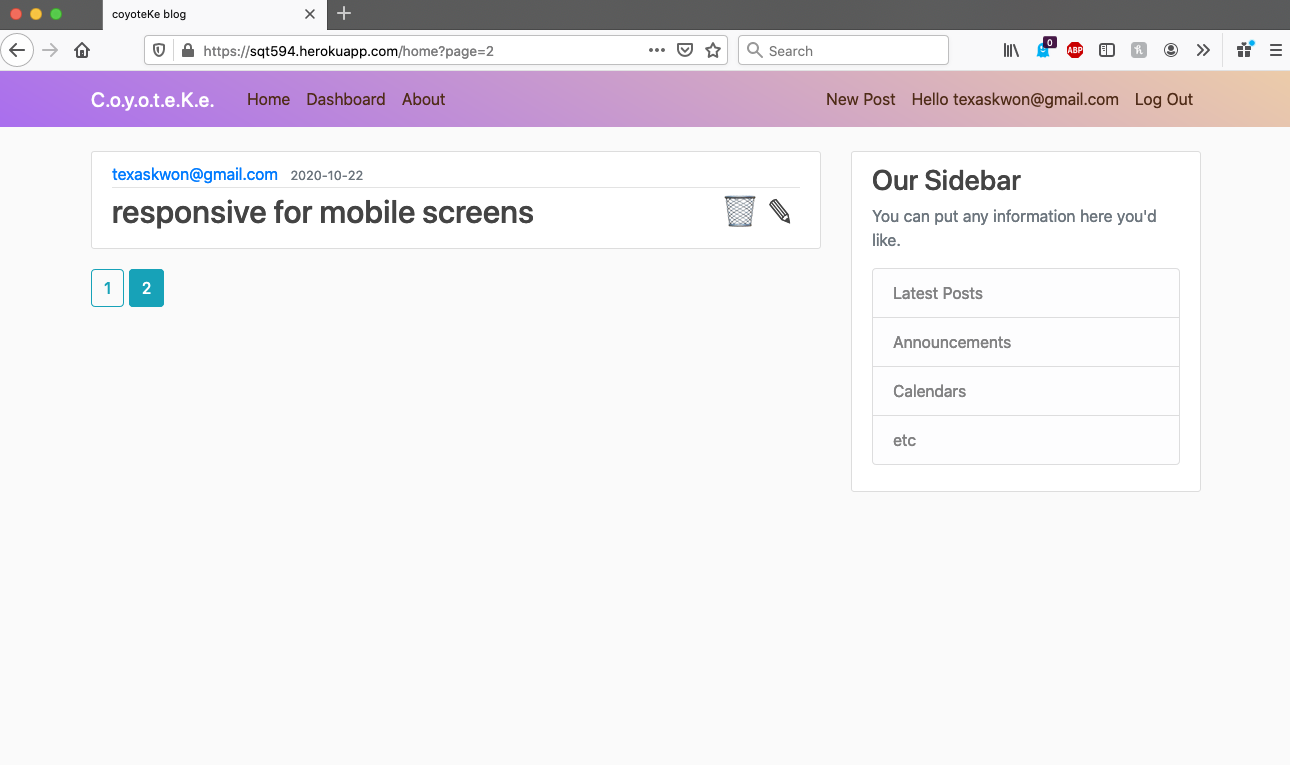 coyoteKe blog
https://sqt594.herokuapp.com/home?page=2
Search
0
ABP
C.o.y.o.t.e.K.e.
Home
Dashboard
About
New Post
Hello texaskwon@gmail.com
Log Out
texaskwon@gmail.com 2020-10-22
responsive for mobile screens
1
2
Our Sidebar
You can put any information here you'd
like.
Latest Posts
Announcements
Calendars
etc